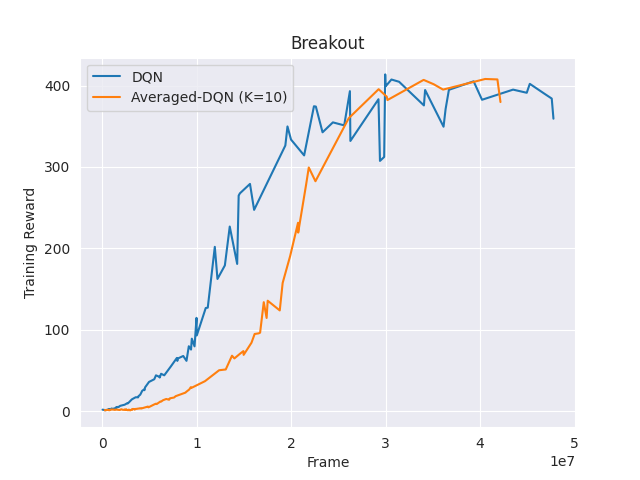 Breakout
DQN
Averaged-DQN (K=10)
Training Reward
400
300
200
100
0
0 1 2 3 4 5
1e7
Frame